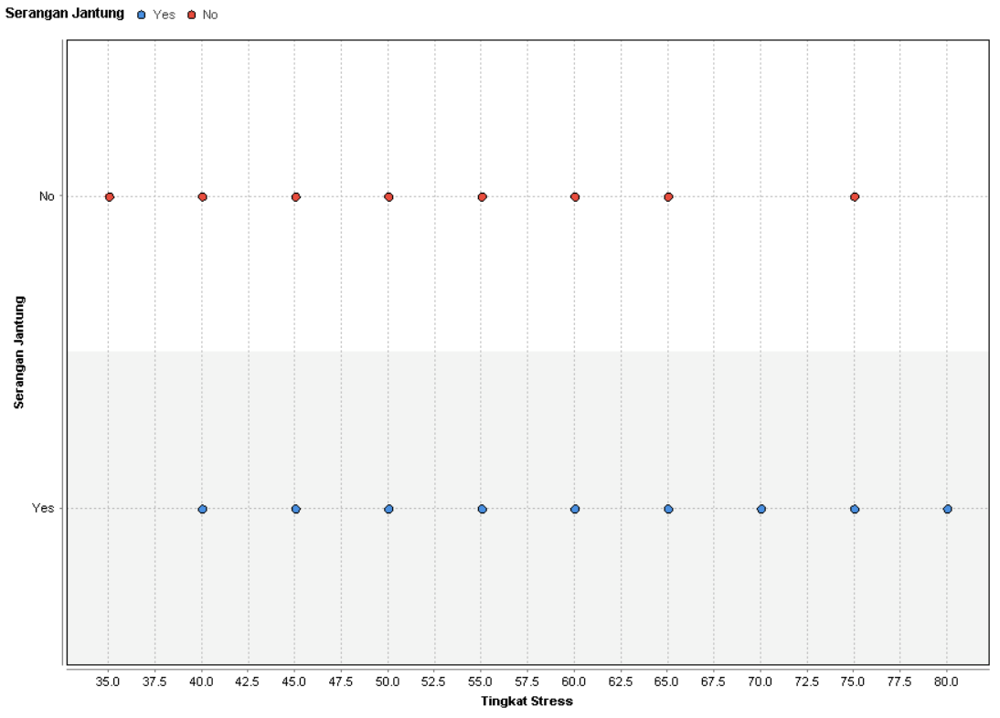 Serangan Jantung Yes No
No
Serangan Jantung
Yes
35.0 37.5 40.0 42.5 45.0 47.5 50.0 52.5 55.0 57.5 60.0 62.5 65.0 67.5 70.0 72.5 75.0 77.5 80.0
Tingkat Stress